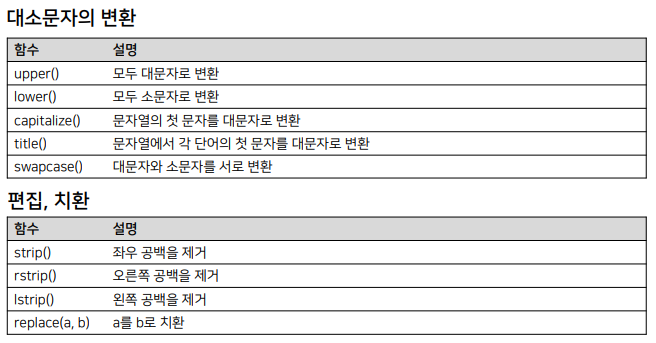 대소문자의 변환
함수 설명
upper() 모두 대문자로 변환
lower() 모두 소문자로 변환
capitalize() 문자열의 첫 문자를 대문자로 변환
title() 문자열에서 각 단어의 첫 문자를 대문자로 변환
swapcase() 대문자와 소문자를 서로 변환
편집, 치환
함수 설명
strip() 좌우 공백을 제거
rstrip() 오른쪽 공백을 제거
lstrip() 왼쪽 공백을 제거
replace(a, b) a를 b로 치환